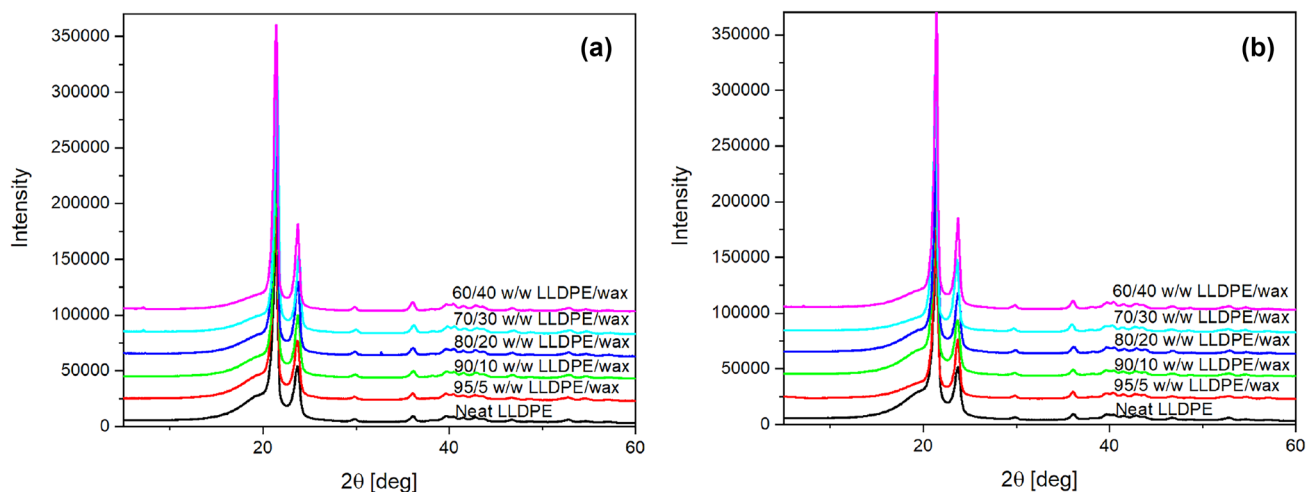 (a)
350000
300000
250000
200000
150000
100000
50000
0
Intensity
60/40 w/w LLDPE/wax
70/30 w/w LLDPE/wax
80/20 w/w LLDPE/wax
90/10 w/w LLDPE/wax
95/5 w/w LLDPE/wax
Neat LLDPE
20
40
60
2θ [deg]
(b)
350000
300000
250000
200000
150000
100000
50000
0
Intensity
60/40 w/w LLDPE/wax
70/30 w/w LLDPE/wax
80/20 w/w LLDPE/wax
90/10 w/w LLDPE/wax
95/5 w/w LLDPE/wax
Neat LLDPE
20
40
60
2θ [deg]